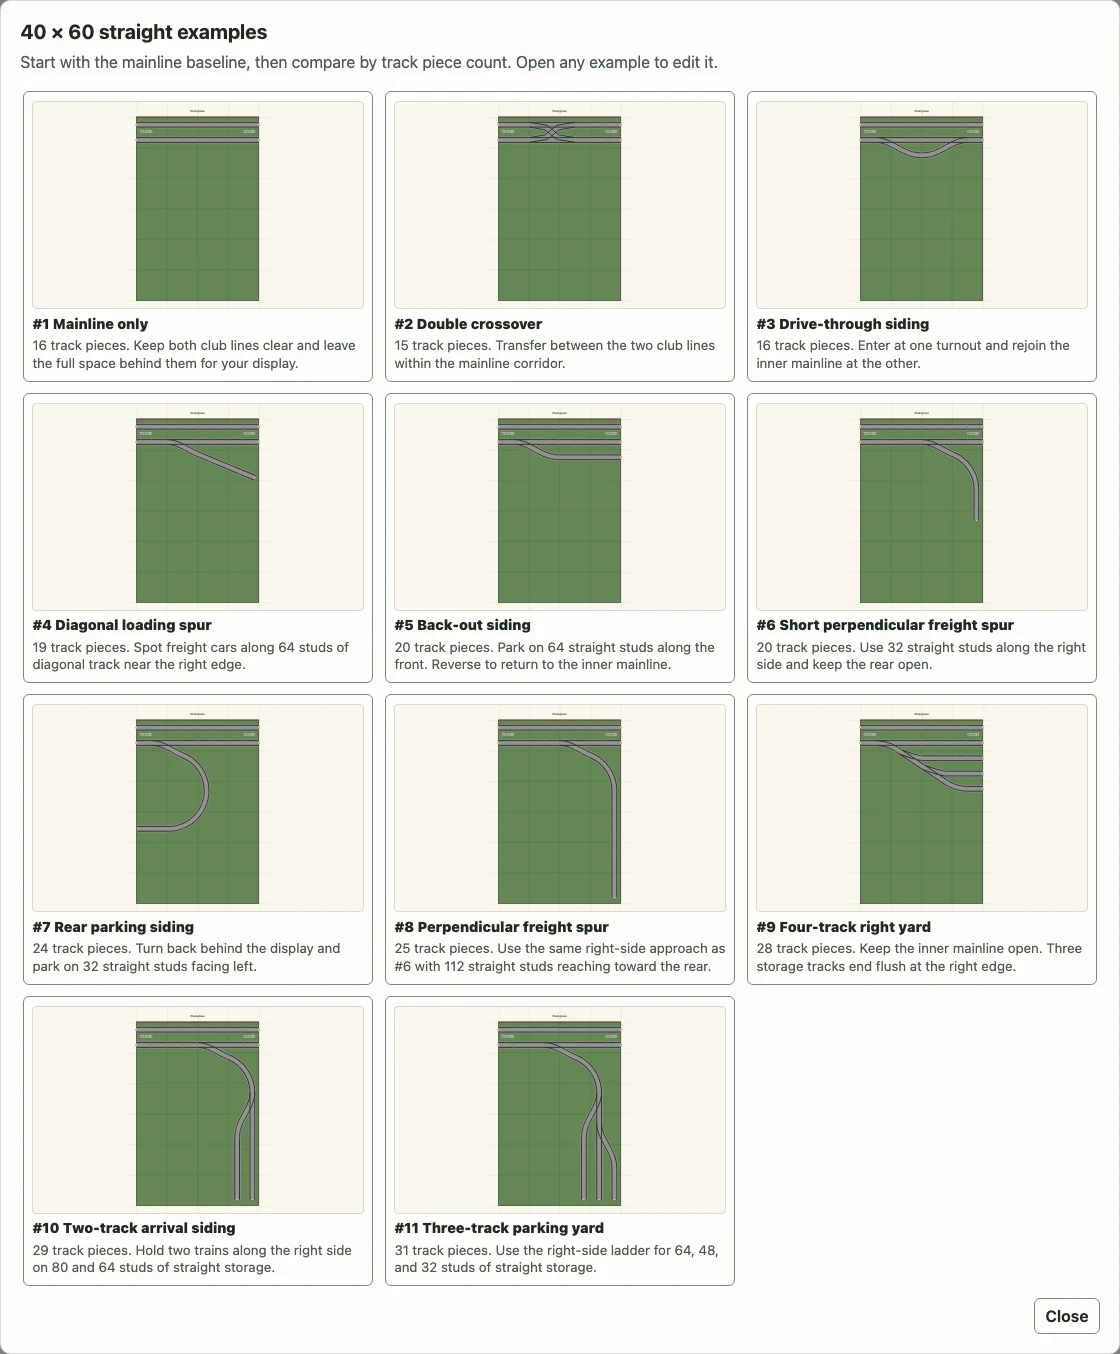 40 × 60 straight examples
Start with the mainline baseline, then compare by track piece count. Open any example to edit it.
#1 Mainline only
16 track pieces. Keep both club lines clear and leave
the full space behind them for your display.
#2 Double crossover
15 track pieces. Transfer between the two club lines
within the mainline corridor.
#3 Drive-through siding
16 track pieces. Enter at one turnout and rejoin the
inner mainline at the other.
#4 Diagonal loading spur
19 track pieces. Spot freight cars along 64 studs of
diagonal track near the right edge.
#5 Back-out siding
20 track pieces. Park on 64 straight studs along the
front. Reverse to return to the inner mainline.
#6 Short perpendicular freight spur
20 track pieces. Use 32 straight studs along the right
side and keep the rear open.
#7 Rear parking siding
24 track pieces. Turn back behind the display and
park on 32 straight studs facing left.
#8 Perpendicular freight spur
25 track pieces. Use the same right-side approach as
#6 with 112 straight studs reaching toward the rear.
#9 Four-track right yard
28 track pieces. Keep the inner mainline open. Three
storage tracks end flush at the right edge.
#10 Two-track arrival siding
29 track pieces. Hold two trains along the right side
on 80 and 64 studs of straight storage.
#11 Three-track parking yard
31 track pieces. Use the right-side ladder for 64, 48,
and 32 studs of straight storage.
Close